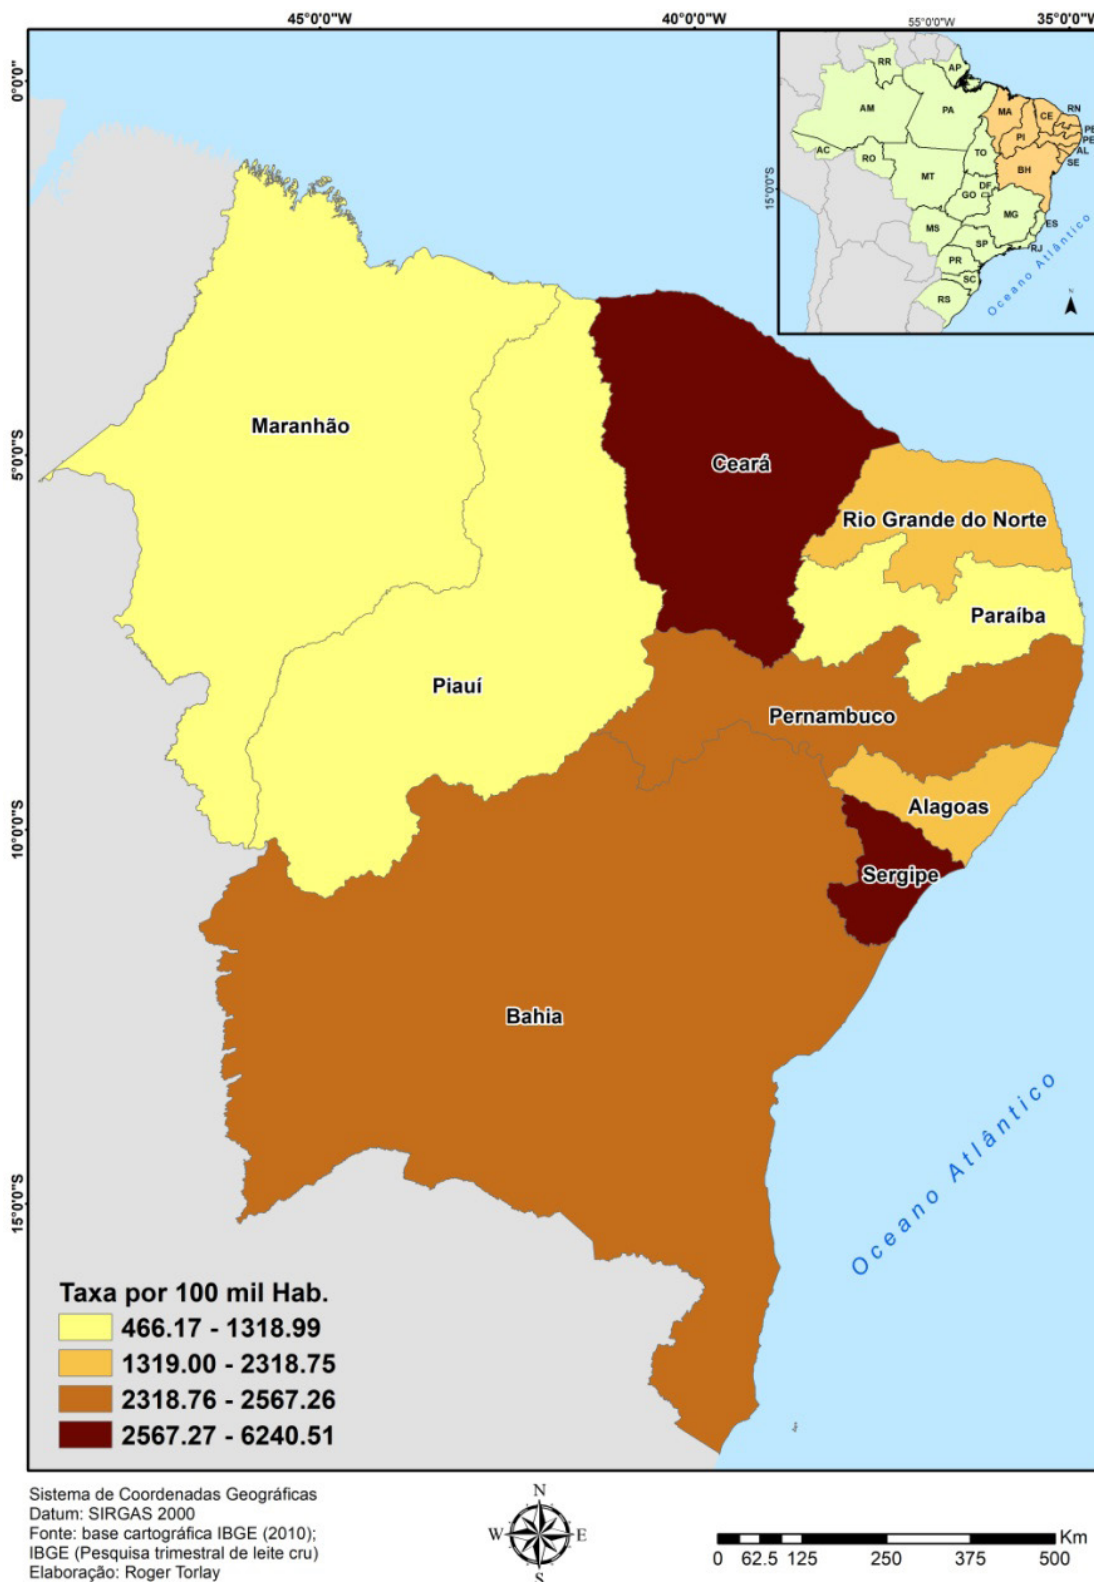 45°0'0"W
40°0'0"W
55°0'0"W
35°0'0"W
0°0'0"
5°0'0"S
10°0'0"S
15°0'0"S
15°0'0"S
RR
AP
AM
PA
MA
CE
RN
PB
PE
AL
SE
PI
AC
RO
TO
BH
MT
DF
GO
MG
ES
MS
SP
RJ
PR
SC
RS
Oceano Atlântico
N
Maranhão
Ceará
Rio Grande do Norte
Paraíba
Piauí
Pernambuco
Alagoas
Sergipe
Bahia
Oceano Atlântico
Taxa por 100 mil Hab.
466.17 - 1318.99
1319.00 - 2318.75
2318.76 - 2567.26
2567.27 - 6240.51
Sistema de Coordenadas Geográficas
Datum: SIRGAS 2000
Fonte: base cartográfica IBGE (2010);
IBGE (Pesquisa trimestral de leite cru)
Elaboração: Roger Torlay
N
W E
S
Km
0 62.5 125 250 375 500